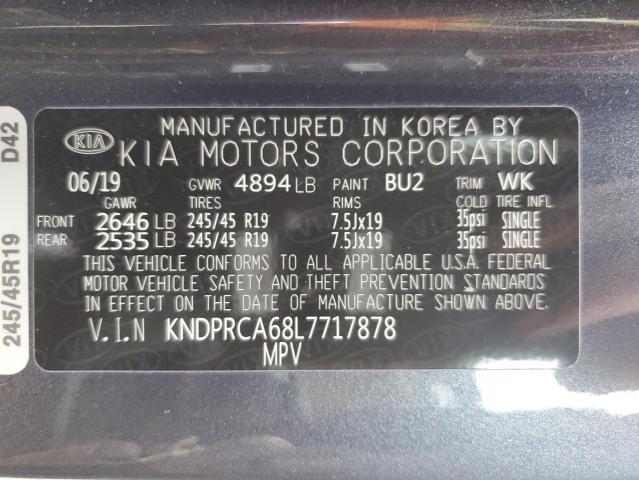 MANUFACTURED IN KOREA BY
KIA KIA MOTORS CORPORATION
06/19 GVWR 4894 LB PAINT BU2 TRIM WK
GAWR TIRES RIMS COLD TIRE INFL
FRONT 2646 LB 245/45 R19 7.5Jx19 35psi SINGLE
REAR 2535 LB 245/45 R19 7.5Jx19 35psi SINGLE
THIS VEHICLE CONFORMS TO ALL APPLICABLE U.S.A. FEDERAL
MOTOR VEHICLE SAFETY AND THEFT PREVENTION STANDARDS
IN EFFECT ON THE DATE OF MANUFACTURE SHOWN ABOVE.
V.I.N KNDPRCA68L7717878
MPV
245/45R19 D42